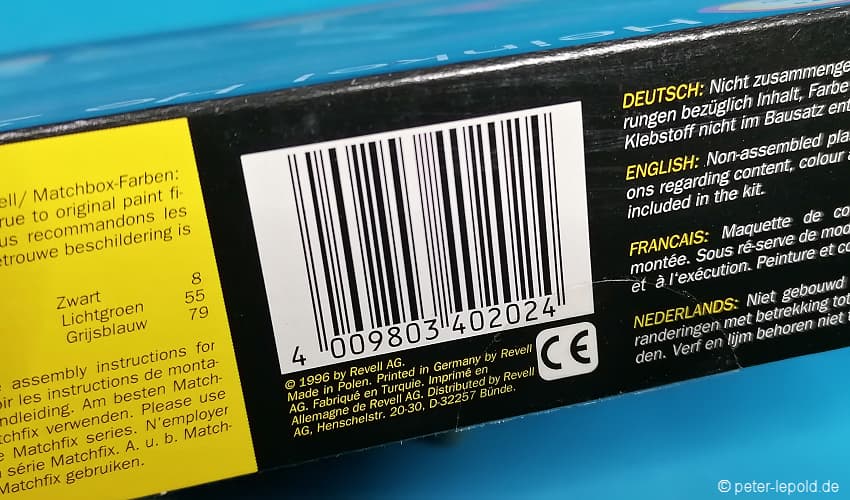 Heinkel He
ell/ Matchbox-Farben:
rue to original paint fi-
us recommandons les
etrouwe beschildering is
Zwart 8
Lichtgroen 55
Grijsblauw 79
e assembly instructions for
oir les instructions de monta-
ndleiding. Am besten Match-
tchfix verwenden. Please use
e Matchfix series. N'employer
a série Matchfix. A. u. b. Match-
Matchfix gebruiken.
4 009803 402024
© 1996 by Revell AG.
Made in Polen. Printed in Germany by Revell
AG. Fabriqué en Turquie. Imprimé en
Allemagne de Revell AG. Distributed by Revell
AG, Henschelstr. 20-30, D-32257 Bünde.
CE
DEUTSCH: Nicht zusammenge
rungen bezüglich Inhalt, Farbe
Klebstoff nicht im Bausatz ent
ENGLISH: Non-assembled pla
ons regarding content, colour a
included in the kit.
FRANCAIS: Maquette de co
montée. Sous ré-serve de mod
et à l'exécution. Peinture et co
NEDERLANDS: Niet gebouwd
randeringen met betrekking tot
den. Verf en lijm behoren niet t
© peter-lepold.de